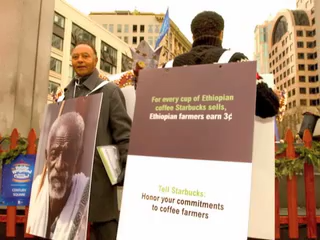 For every cup of Ethiopian
coffee Starbucks sells,
Ethiopian farmers earn 3¢
Tell Starbucks:
Honor your commitments
to coffee farmers